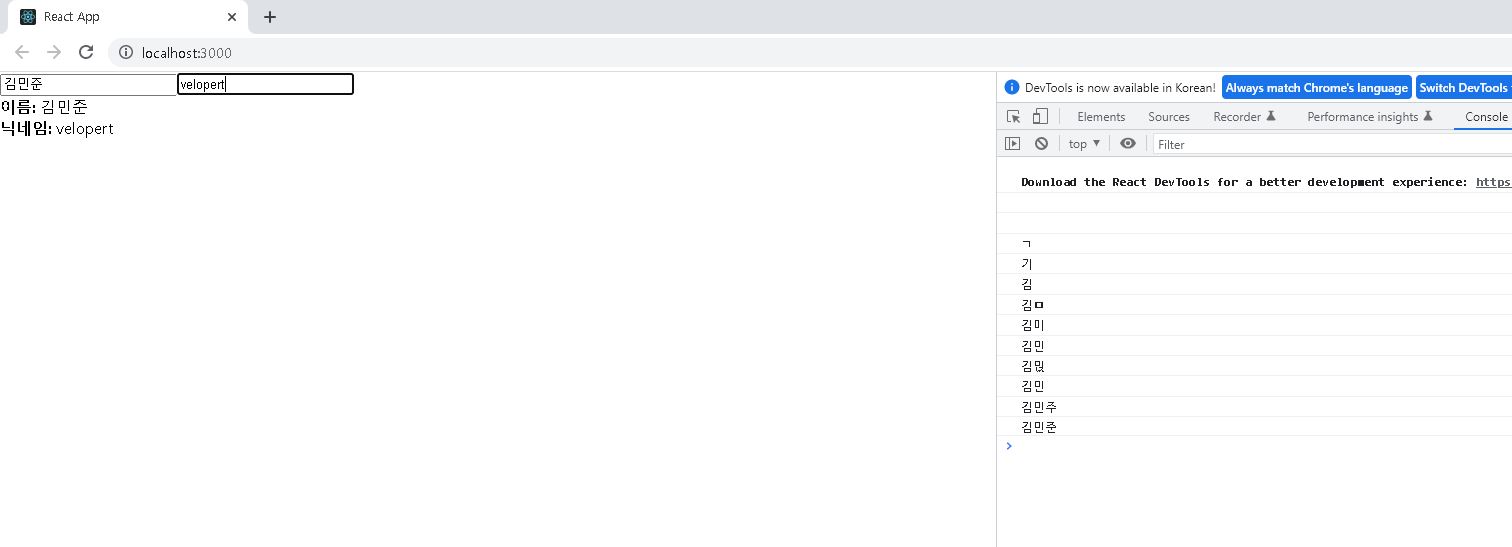 React App
localhost:3000
김민준 velopert
이름: 김민준
닉네임: velopert
DevTools is now available in Korean! Always match Chrome's language Switch DevTools
Elements Sources Recorder Performance insights Console
top Filter
Download the React DevTools for a better development experience: https
ㄱ
기
김
김ㅁ
김미
김민
김믽
김민
김민주
김민준